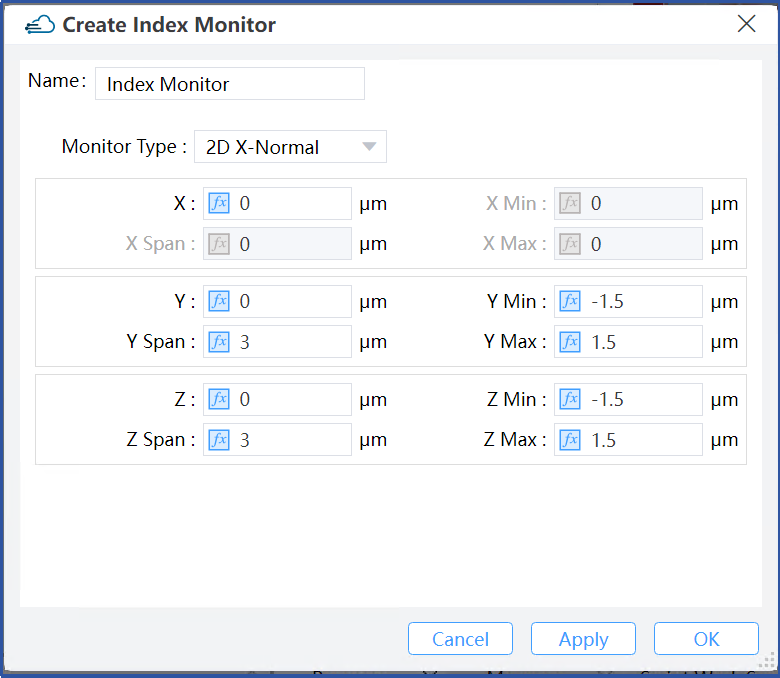 Create Index Monitor
Name: Index Monitor
Monitor Type : 2D X-Normal
X : fx 0 µm X Min : fx 0 µm
X Span : fx 0 µm X Max : fx 0 µm
Y : fx 0 µm Y Min : fx -1.5 µm
Y Span : fx 3 µm Y Max : fx 1.5 µm
Z : fx 0 µm Z Min : fx -1.5 µm
Z Span : fx 3 µm Z Max : fx 1.5 µm
Cancel Apply OK